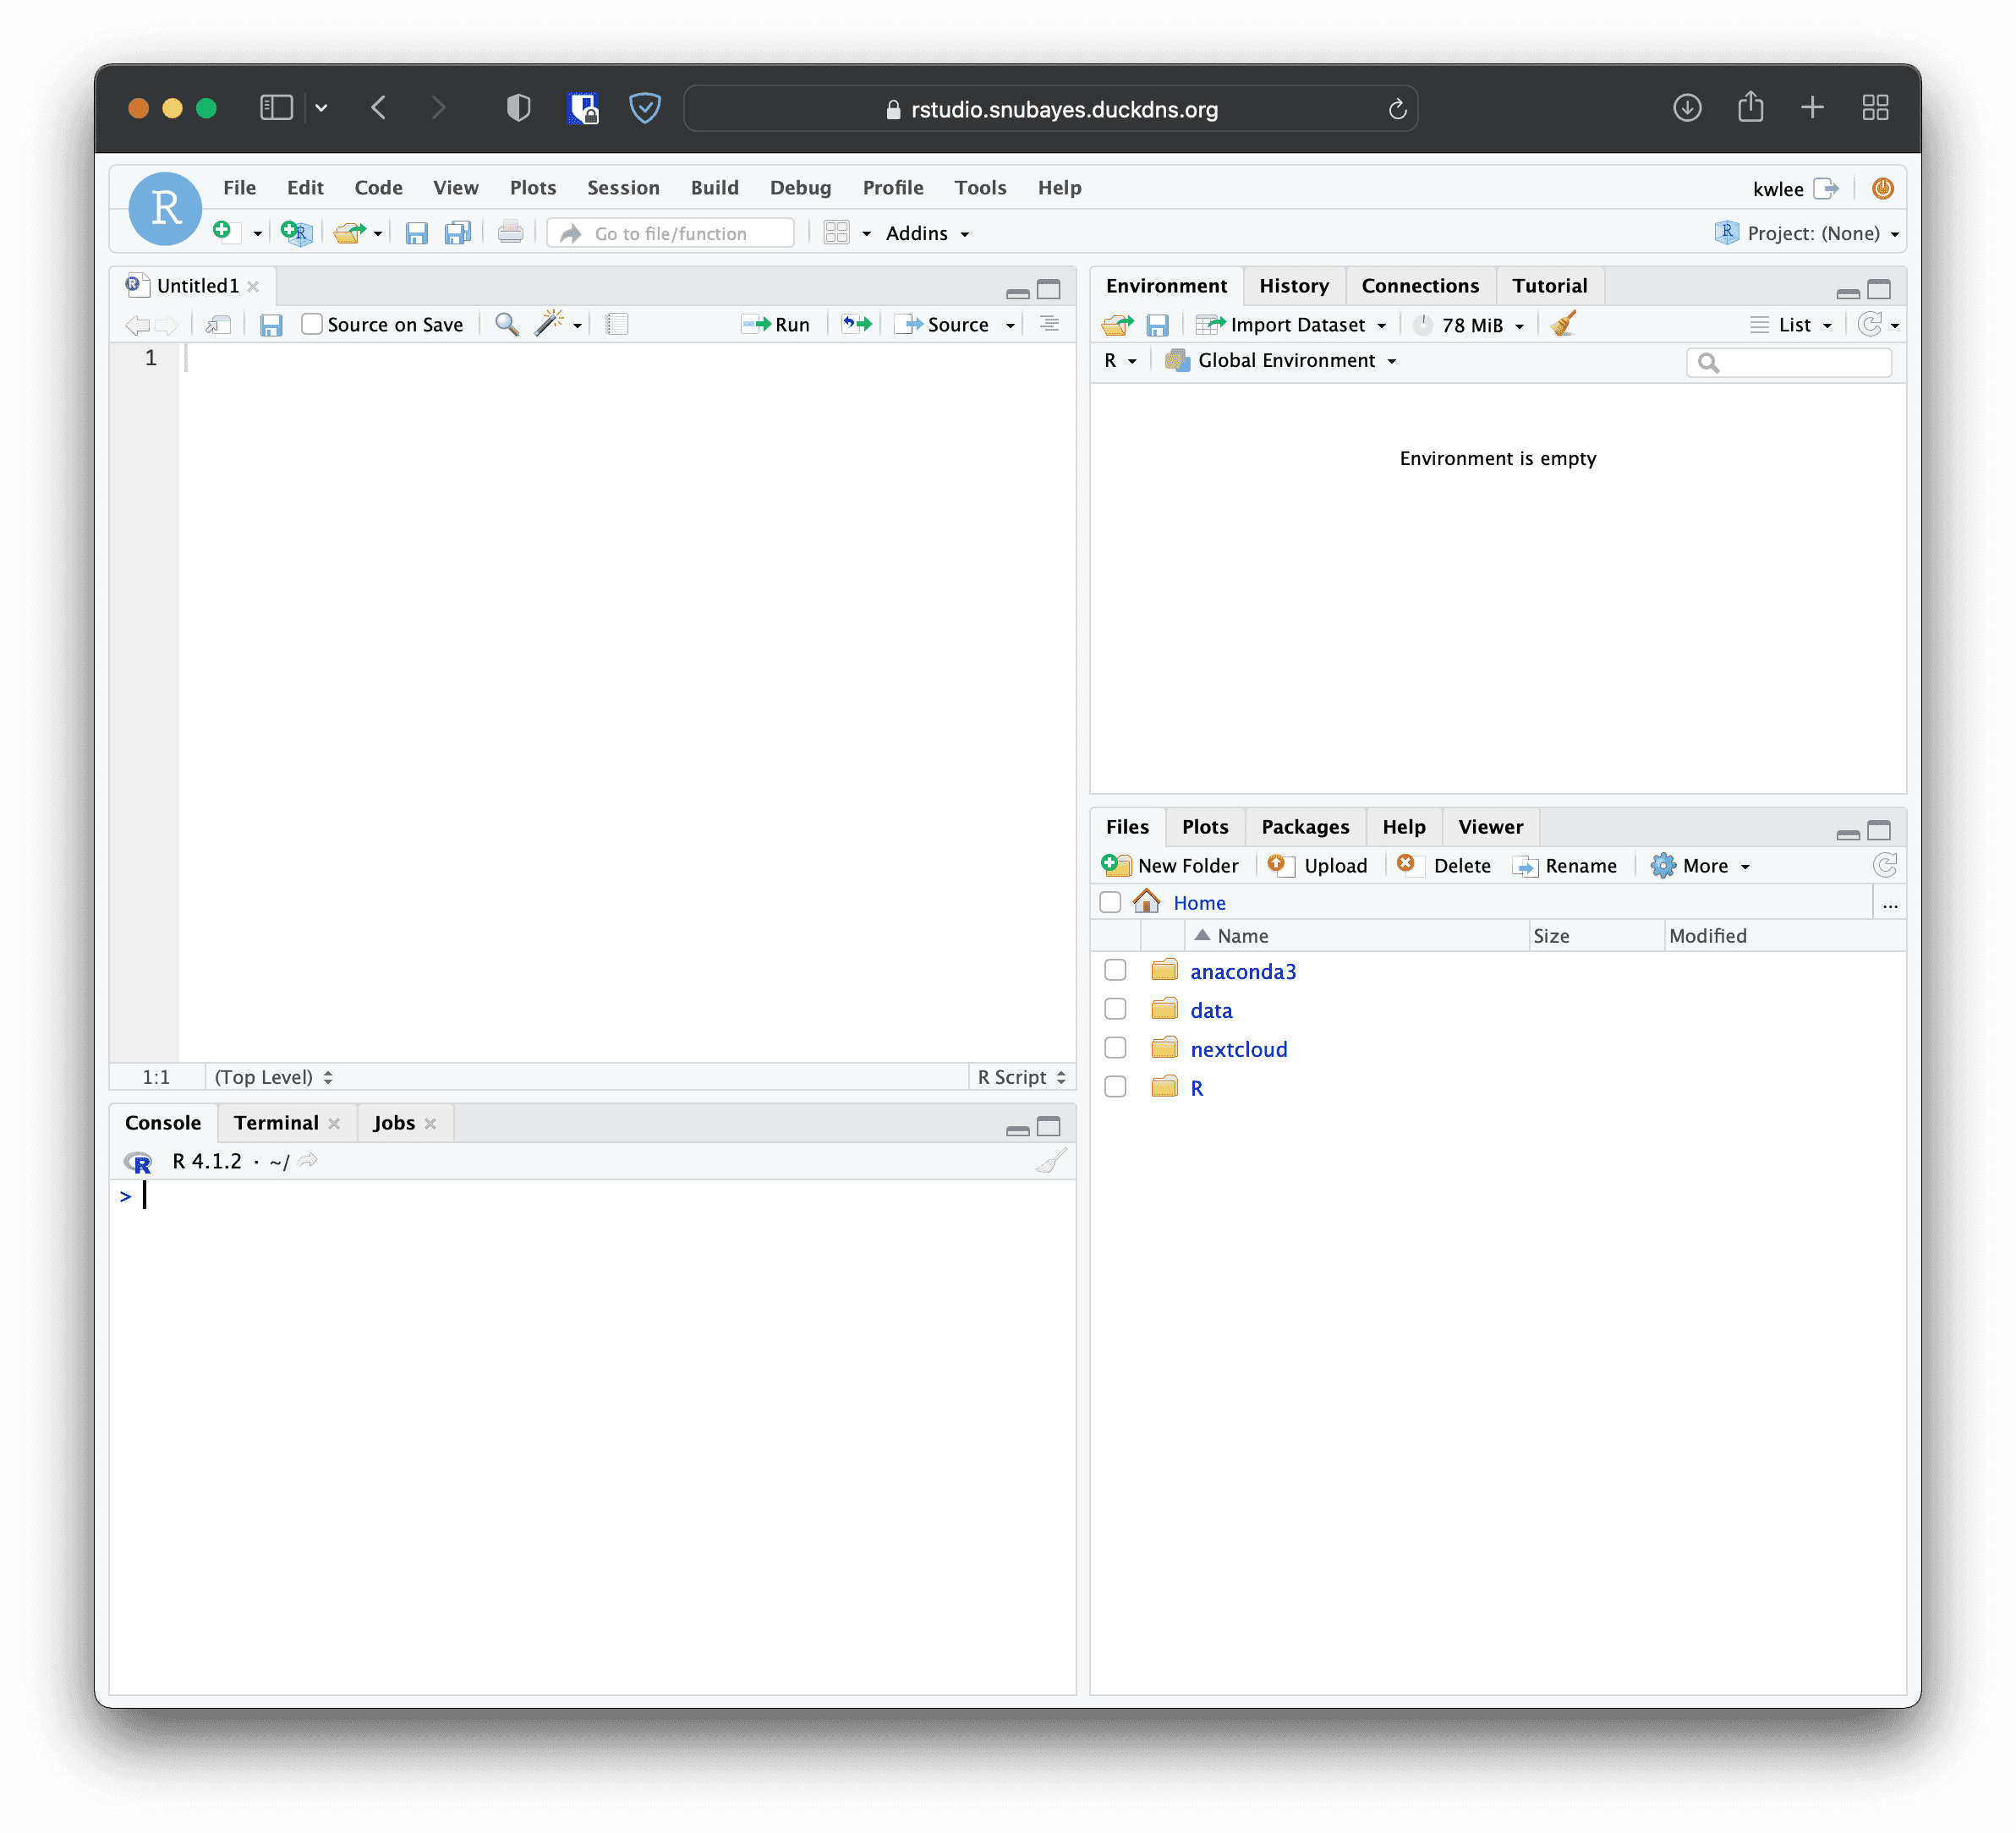 rstudio.snubayes.duckdns.org
R
File Edit Code View Plots Session Build Debug Profile Tools Help
kwlee
Go to file/function
Addins
Project: (None)
Untitled1
Source on Save
Run
Source
1
1:1
(Top Level)
R Script
Console Terminal Jobs
R 4.1.2 · ~/
>
Environment History Connections Tutorial
Import Dataset
78 MiB
List
R
Global Environment
Environment is empty
Files Plots Packages Help Viewer
New Folder Upload Delete Rename More
Home
...
Name Size Modified
anaconda3
data
nextcloud
R